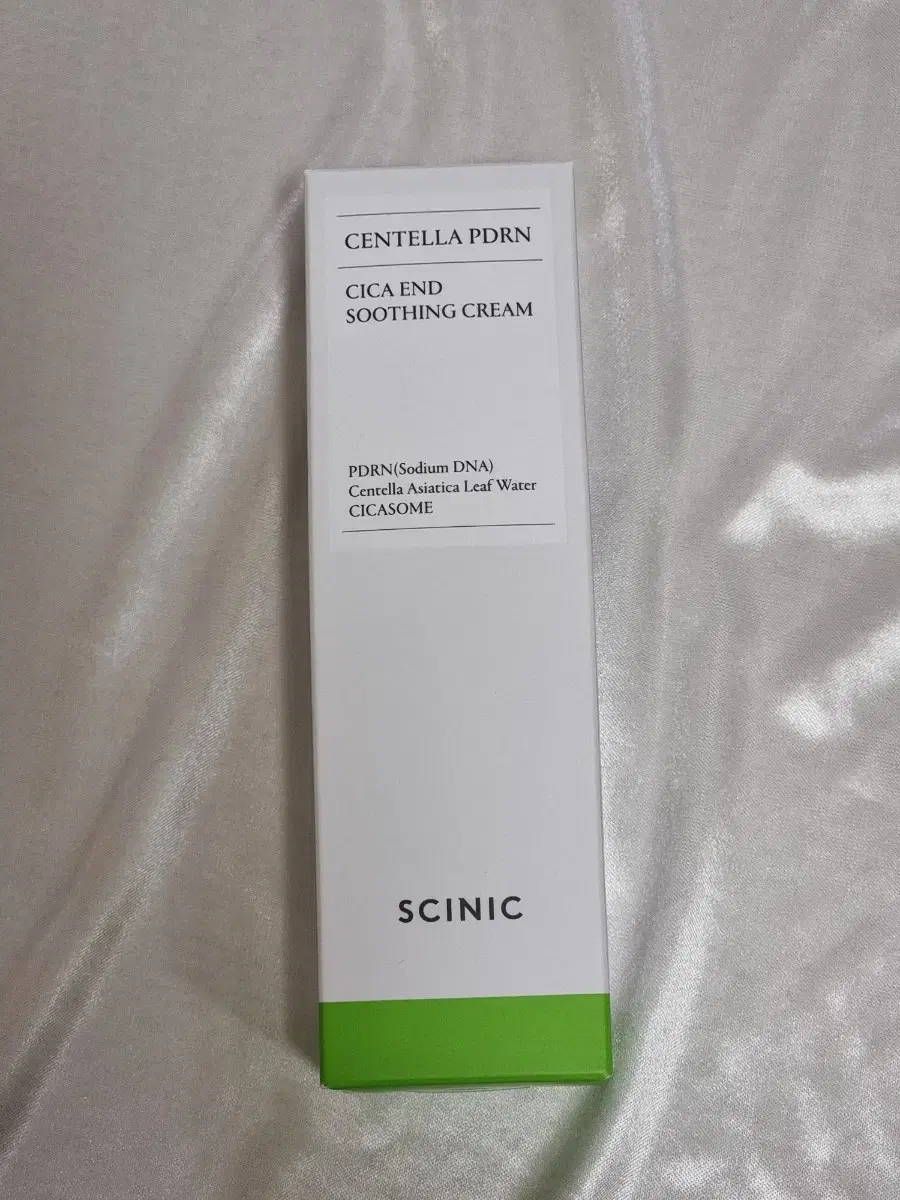 CENTELLA PDRN
CICA END
SOOTHING CREAM
PDRN(Sodium DNA)
Centella Asiatica Leaf Water
CICASOME
SCINIC